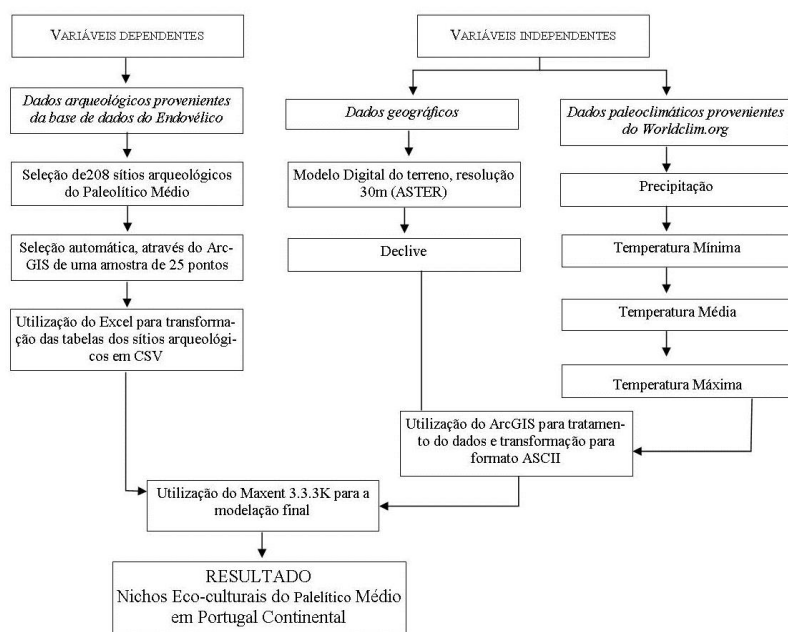 VARIÁVEIS DEPENDENTES
Dados arqueológicos provenientes
da base de dados do Endovélico
Seleção de208 sítios arqueológicos
do Paleolítico Médio
Seleção automática, através do Arc-
GIS de uma amostra de 25 pontos
Utilização do Excel para transforma-
ção das tabelas dos sítios arqueológi-
cos em CSV
VARIÁVEIS INDEPENDENTES
Dados geográficos
Modelo Digital do terreno, resolução
30m (ASTER)
Declive
Dados paleoclimáticos provenientes
do Worldclim.org
Precipitação
Temperatura Mínima
Temperatura Média
Temperatura Máxima
Utilização do ArcGIS para tratamen-
to do dados e transformação para
formato ASCII
Utilização do Maxent 3.3.3K para a
modelação final
RESULTADO
Nichos Eco-culturais do Palelítico Médio
em Portugal Continental